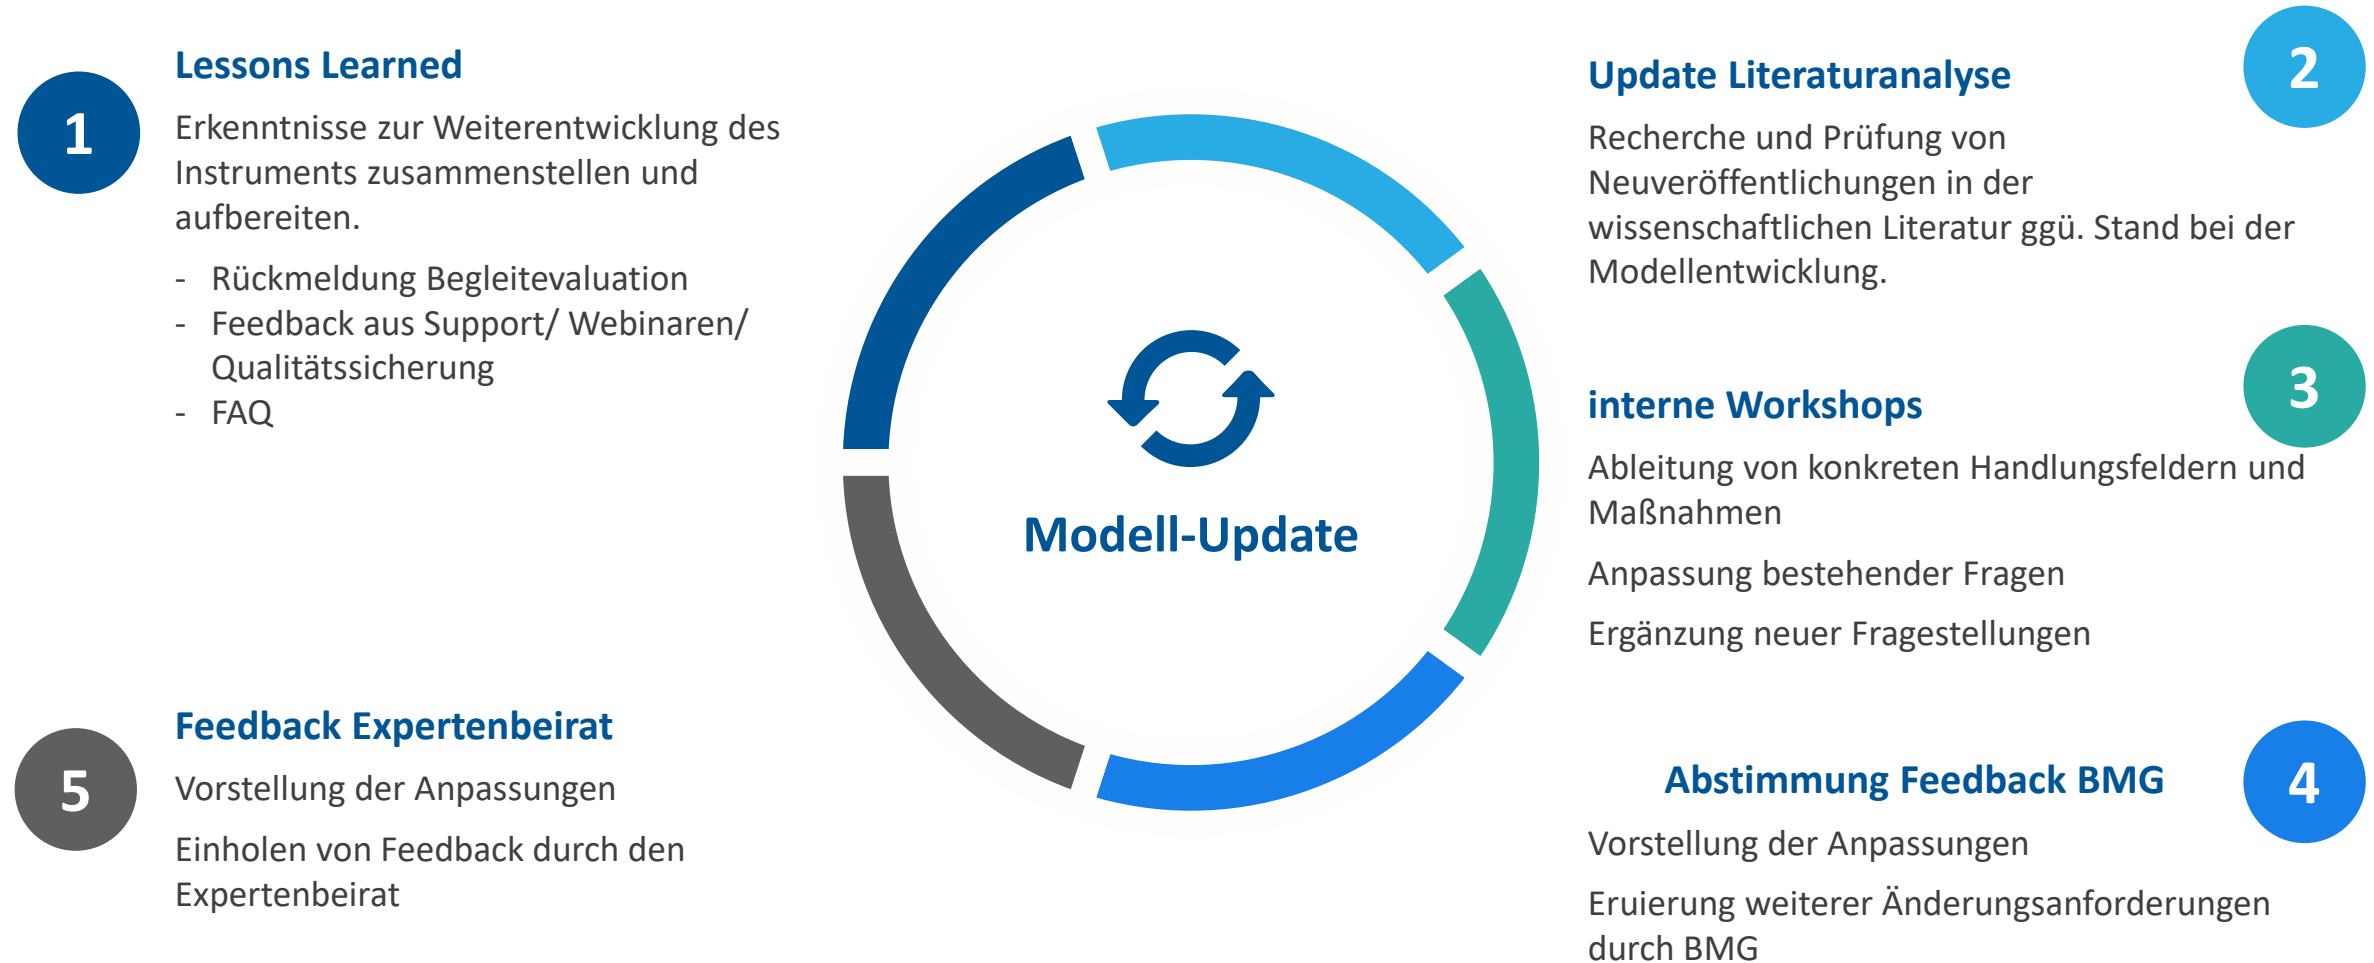 1
Lessons Learned
Erkenntnisse zur Weiterentwicklung des
Instruments zusammenstellen und
aufbereiten.
- Rückmeldung Begleitevaluation
- Feedback aus Support/ Webinaren/
Qualitätssicherung
- FAQ
2
Update Literaturanalyse
Recherche und Prüfung von
Neuveröffentlichungen in der
wissenschaftlichen Literatur ggü. Stand bei der
Modellentwicklung.
3
interne Workshops
Ableitung von konkreten Handlungsfeldern und
Maßnahmen
Anpassung bestehender Fragen
Ergänzung neuer Fragestellungen
Modell-Update
4
Abstimmung Feedback BMG
Vorstellung der Anpassungen
Eruierung weiterer Änderungsanforderungen
durch BMG
5
Feedback Expertenbeirat
Vorstellung der Anpassungen
Einholen von Feedback durch den
Expertenbeirat